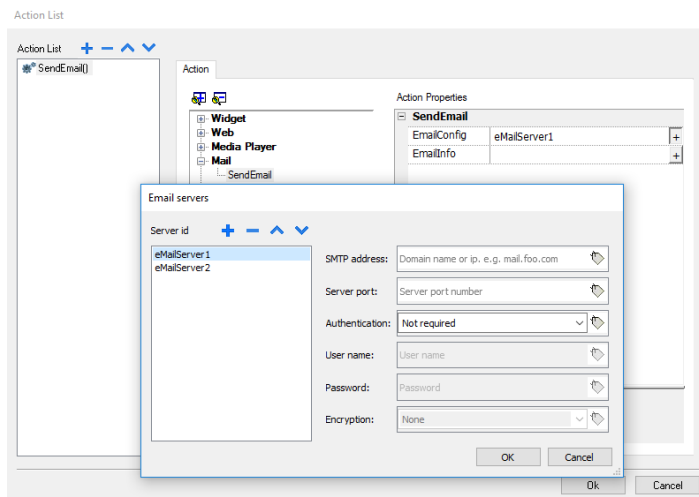 Action List
Action List
SendEmail()
Action
Action Properties
Widget
Web
Media Player
Mail
SendEmail
SendEmail
EmailConfig eMailServer1 +
EmailInfo +
Email servers
Server id
eMailServer1
eMailServer2
SMTP address: Domain name or ip. e.g. mail.foo.com
Server port: Server port number
Authentication: Not required
User name: User name
Password: Password
Encryption: None
OK Cancel
Ok Cancel